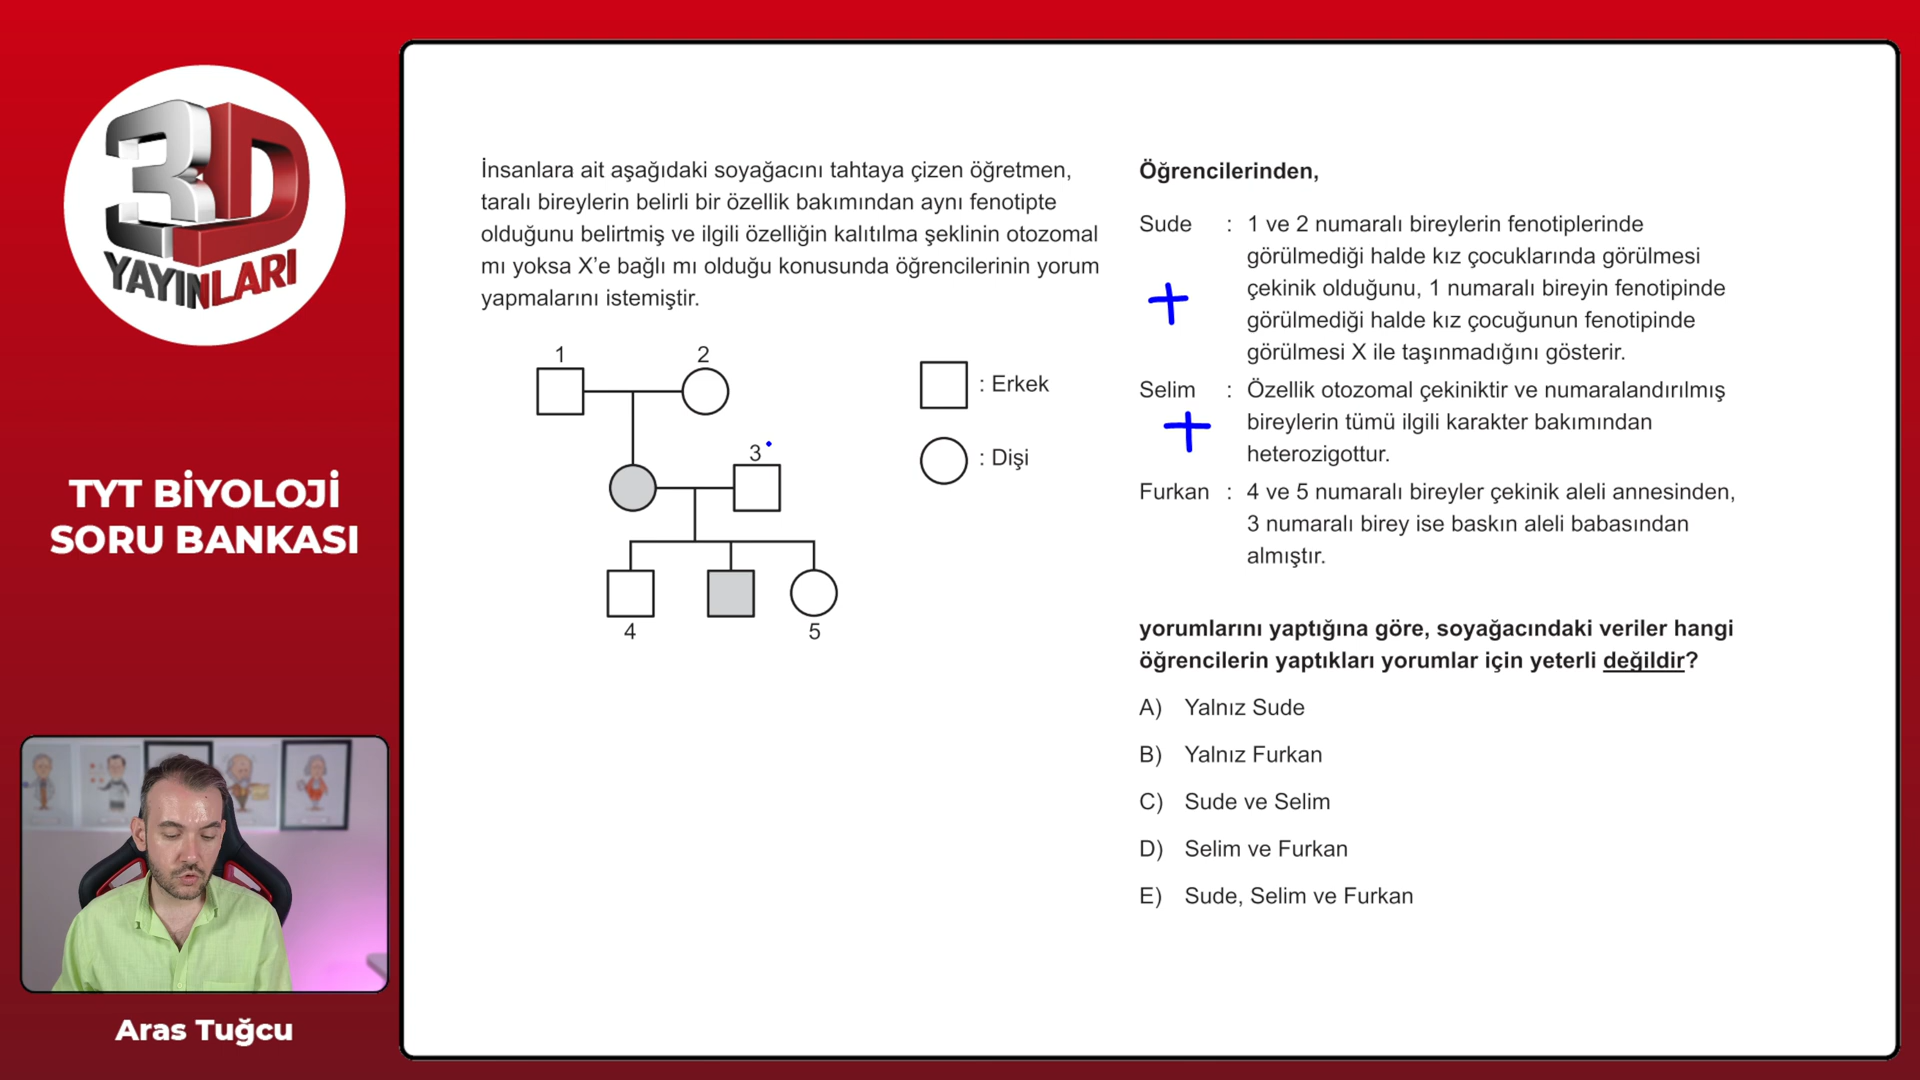 3D
YAYINLARI
TYT BİYOLOJİ
SORU BANKASI
Aras Tuğcu
İnsanlara ait aşağıdaki soyağacını tahtaya çizen öğretmen,
taralı bireylerin belirli bir özellik bakımından aynı fenotipte
olduğunu belirtmiş ve ilgili özelliğin kalıtılma şeklinin otozomal
mı yoksa X’e bağlı mı olduğu konusunda öğrencilerinin yorum
yapmalarını istemiştir.
1 2
3
4 5
: Erkek
: Dişi
Öğrencilerinden,
Sude : 1 ve 2 numaralı bireylerin fenotiplerinde
görülmediği halde kız çocuklarında görülmesi
çekinik olduğunu, 1 numaralı bireyin fenotipinde
görülmediği halde kız çocuğunun fenotipinde
görülmesi X ile taşınmadığını gösterir.
+
Selim : Özellik otozomal çekiniktir ve numaralandırılmış
bireylerin tümü ilgili karakter bakımından
heterozigottur.
+
Furkan : 4 ve 5 numaralı bireyler çekinik aleli annesinden,
3 numaralı birey ise baskın aleli babasından
almıştır.
yorumlarını yaptığına göre, soyağacındaki veriler hangi
öğrencilerin yaptıkları yorumlar için yeterli değildir?
A) Yalnız Sude
B) Yalnız Furkan
C) Sude ve Selim
D) Selim ve Furkan
E) Sude, Selim ve Furkan